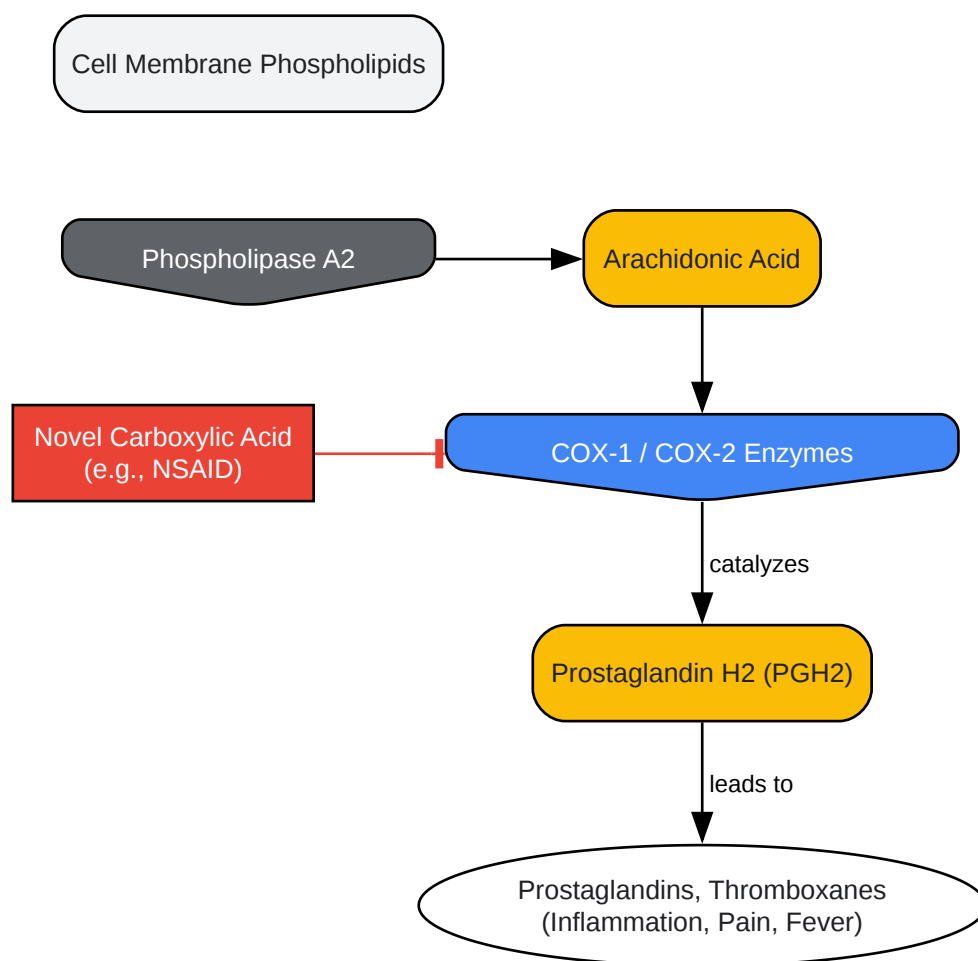 Cell Membrane Phospholipids
Phospholipase A2
Arachidonic Acid
Novel Carboxylic Acid
(e.g., NSAID)
COX-1 / COX-2 Enzymes
catalyzes
Prostaglandin H2 (PGH2)
leads to
Prostaglandins, Thromboxanes
(Inflammation, Pain, Fever)